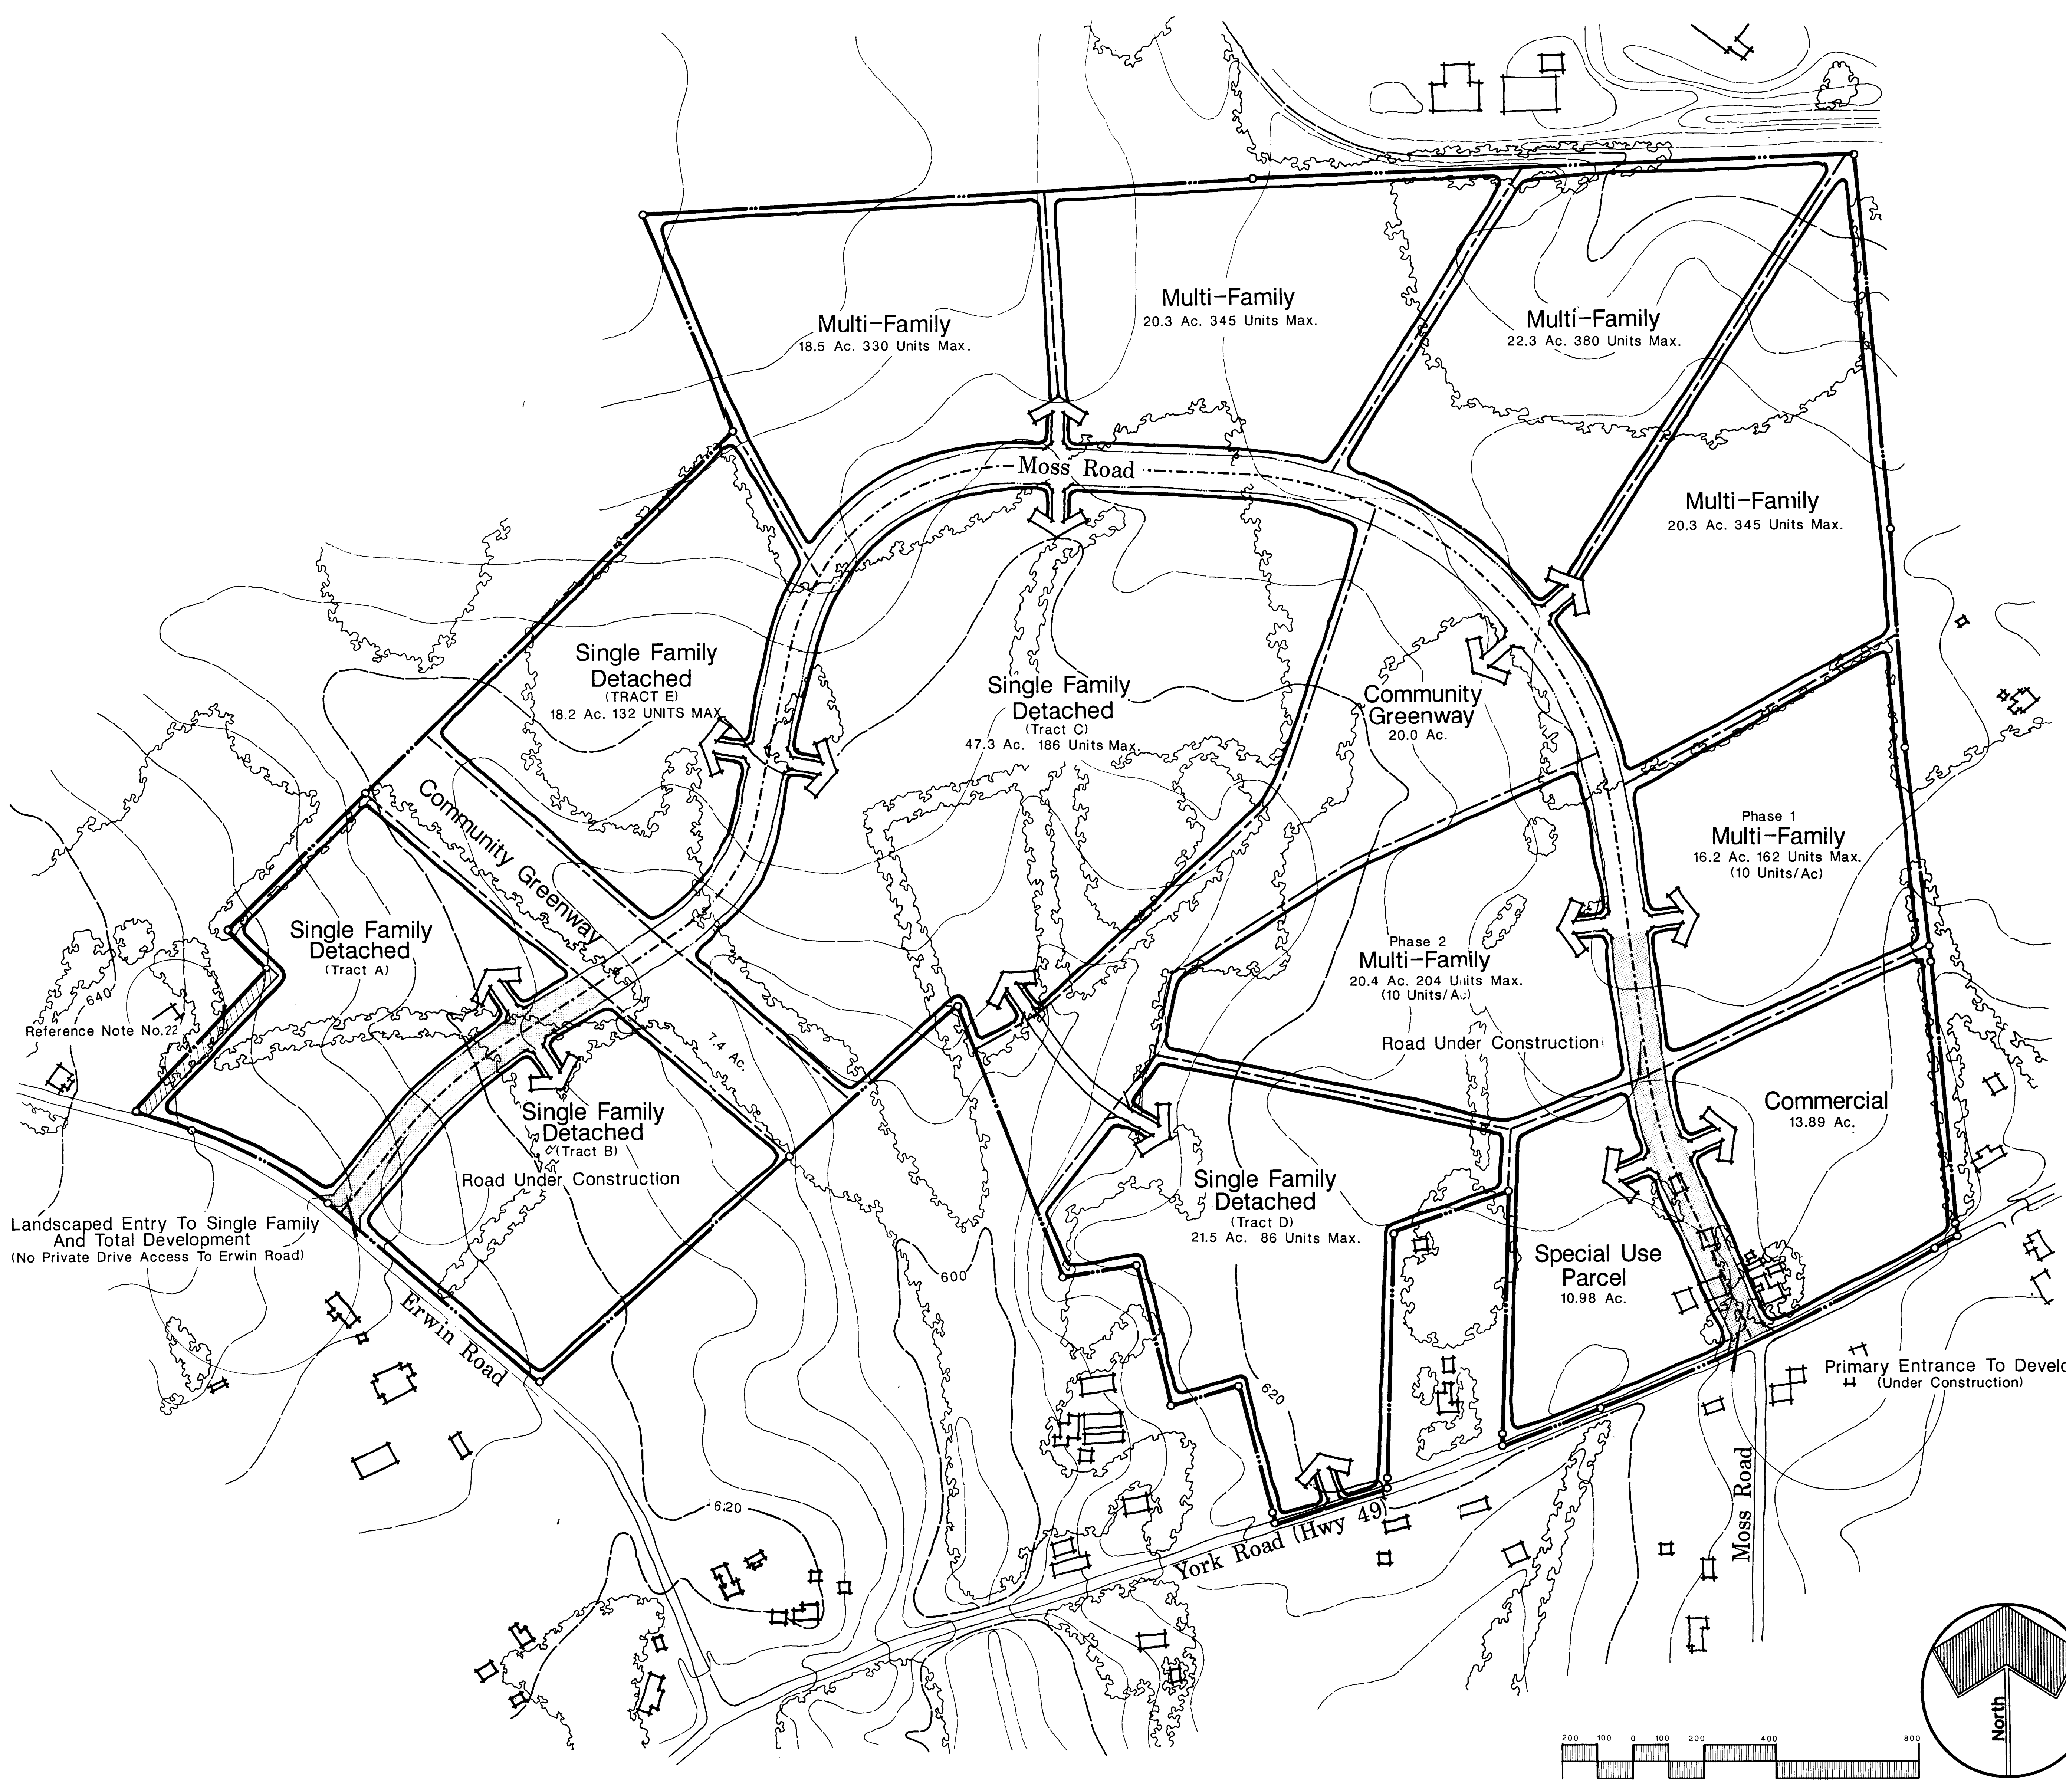 Multi-Family
20.3 Ac. 345 Units Max.
Multi-Family
18.5 Ac. 330 Units Max.
Multi-Family
22.3 Ac. 380 Units Max.
Moss Road
Multi-Family
20.3 Ac. 345 Units Max.
Single Family
Detached
(TRACT E)
18.2 Ac. 132 UNITS MAX.
Single Family
Detached
(Tract C)
47.3 Ac. 186 Units Max.
Community
Greenway
20.0 Ac.
Community Greenway
7.4 Ac.
Phase 1
Multi-Family
16.2 Ac. 162 Units Max.
(10 Units/Ac)
Single Family
Detached
(Tract A)
Phase 2
Multi-Family
20.4 Ac. 204 Units Max.
(10 Units/Ac)
640
Reference Note No.22
Road Under Construction
Commercial
13.89 Ac.
Single Family
Detached
(Tract B)
Road Under Construction
Single Family
Detached
(Tract D)
21.5 Ac. 86 Units Max.
Landscaped Entry To Single Family
And Total Development
(No Private Drive Access To Erwin Road)
Special Use
Parcel
10.98 Ac.
600
Erwin Road
620
Primary Entrance To Develo
(Under Construction)
620
York Road (Hwy 49)
Moss Road
North
200 100 0 100 200 400 800